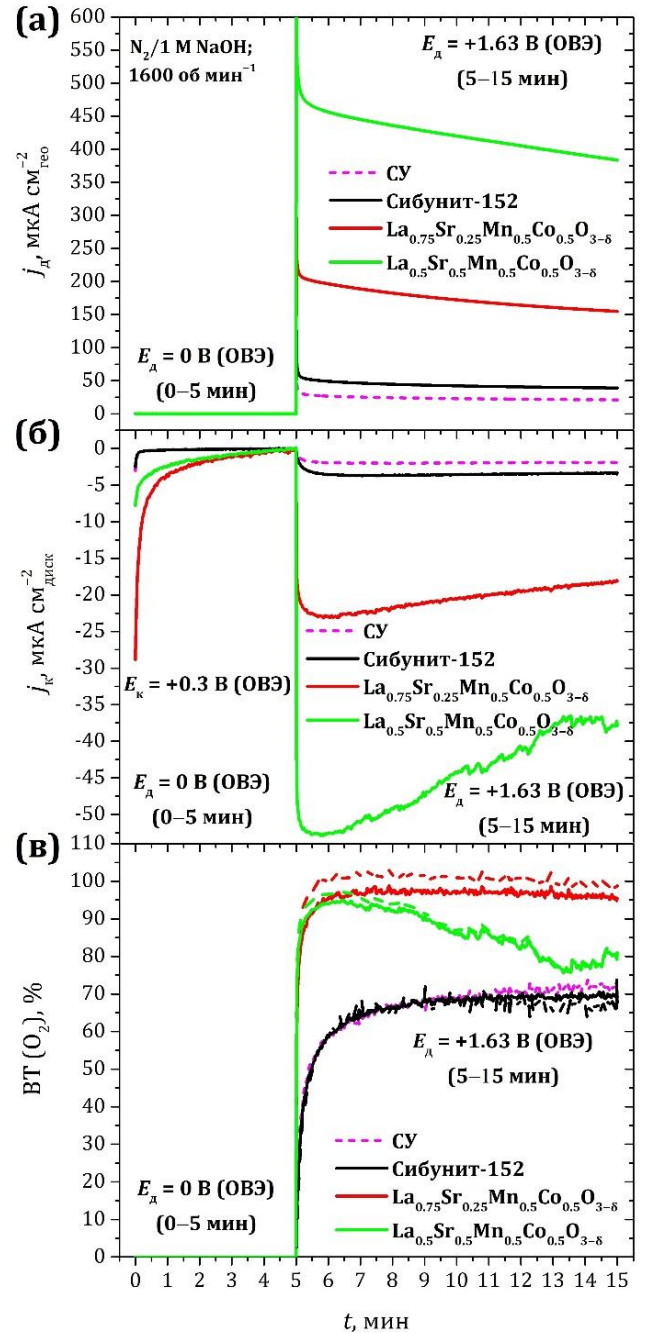 (а)
N₂/1 М NaOH;
1600 об мин⁻¹
Eд = +1.63 В (ОВЭ)
(5–15 мин)
600
550
500
450
400
350
300
250
200
150
100
50
0
jд, мкА см⁻²гео
СУ
Сибунит-152
La0.75Sr0.25Mn0.5Co0.5O3−δ
La0.5Sr0.5Mn0.5Co0.5O3−δ
Eд = 0 В (ОВЭ)
(0–5 мин)
(б)
0
-5
-10
-15
-20
-25
-30
-35
-40
-45
-50
jк, мкА см⁻²диск
СУ
Сибунит-152
La0.75Sr0.25Mn0.5Co0.5O3−δ
La0.5Sr0.5Mn0.5Co0.5O3−δ
Eк = +0.3 В (ОВЭ)
Eд = 0 В (ОВЭ)
(0–5 мин)
Eд = +1.63 В (ОВЭ)
(5–15 мин)
(в)
110
100
90
80
70
60
50
40
30
20
10
0
ВТ (O₂), %
Eд = +1.63 В (ОВЭ)
(5–15 мин)
СУ
Сибунит-152
La0.75Sr0.25Mn0.5Co0.5O3−δ
La0.5Sr0.5Mn0.5Co0.5O3−δ
Eд = 0 В (ОВЭ)
(0–5 мин)
0 1 2 3 4 5 6 7 8 9 10 11 12 13 14 15
t, мин